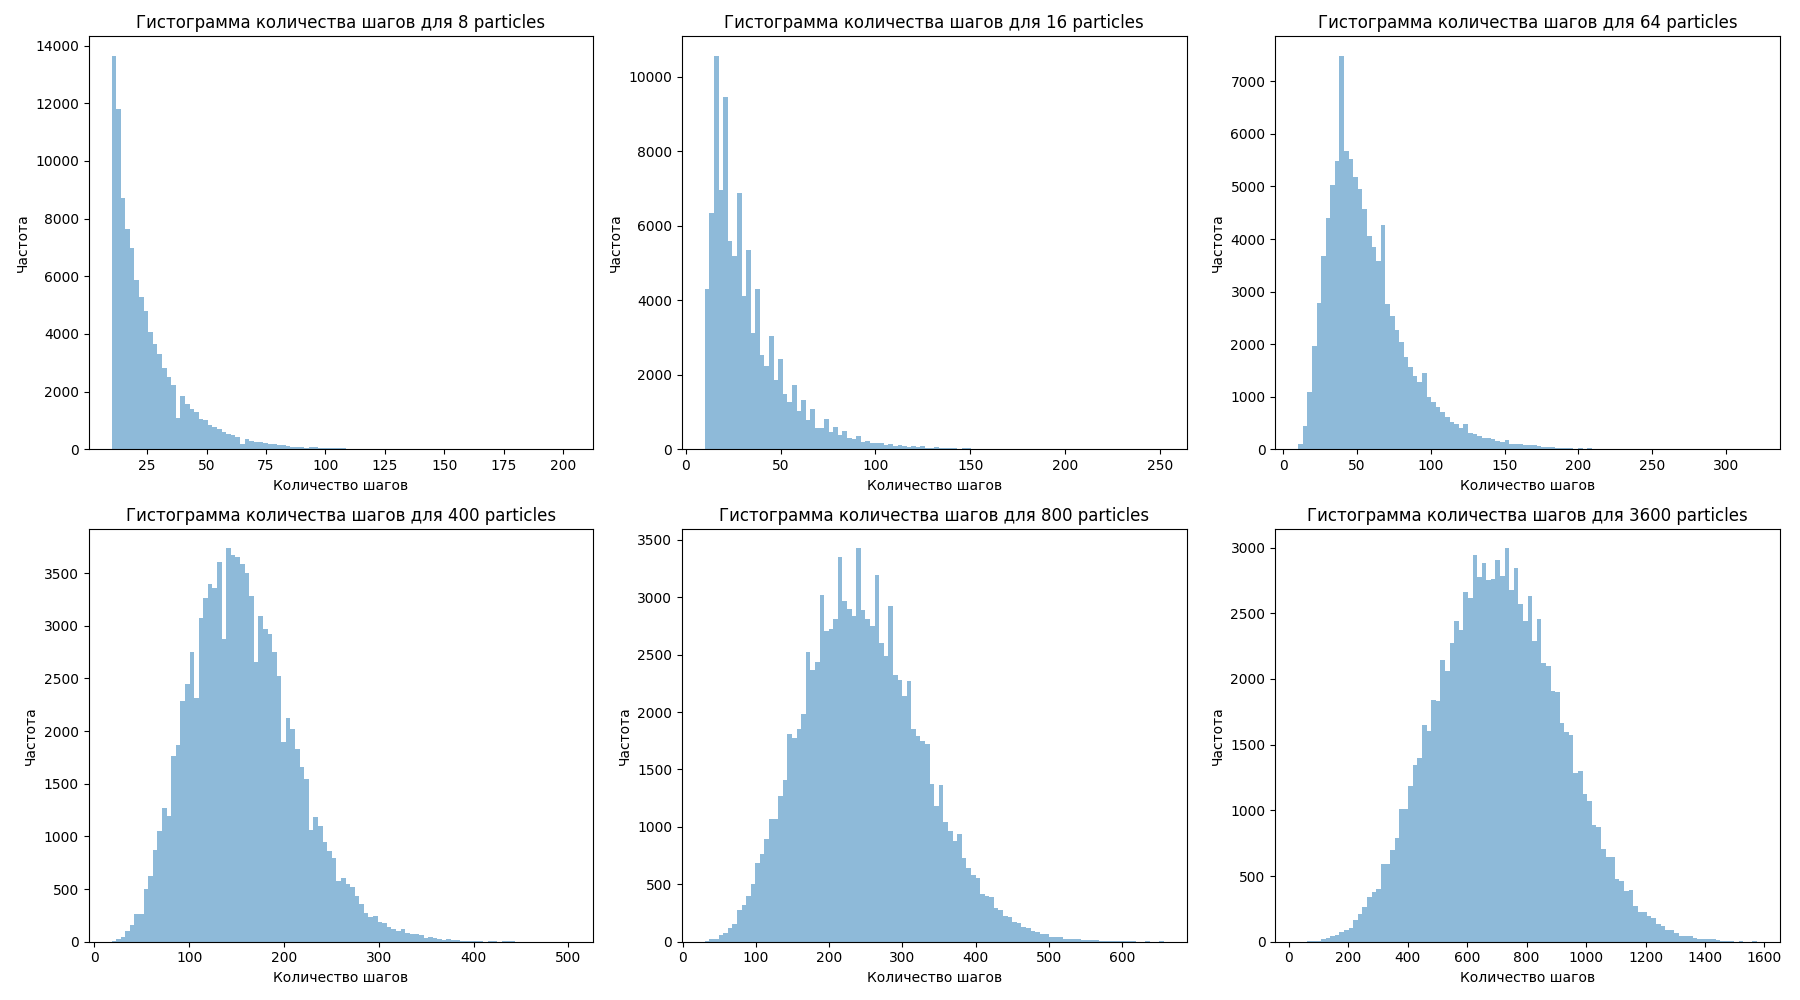 Гистограмма количества шагов для 8 particles
14000
12000
10000
8000
6000
4000
2000
0
Частота
25 50 75 100 125 150 175 200
Количество шагов
Гистограмма количества шагов для 16 particles
10000
8000
6000
4000
2000
0
Частота
0 50 100 150 200 250
Количество шагов
Гистограмма количества шагов для 64 particles
7000
6000
5000
4000
3000
2000
1000
0
Частота
0 50 100 150 200 250 300
Количество шагов
Гистограмма количества шагов для 400 particles
3500
3000
2500
2000
1500
1000
500
0
Частота
0 100 200 300 400 500
Количество шагов
Гистограмма количества шагов для 800 particles
3500
3000
2500
2000
1500
1000
500
0
Частота
0 100 200 300 400 500 600
Количество шагов
Гистограмма количества шагов для 3600 particles
3000
2500
2000
1500
1000
500
0
Частота
0 200 400 600 800 1000 1200 1400 1600
Количество шагов